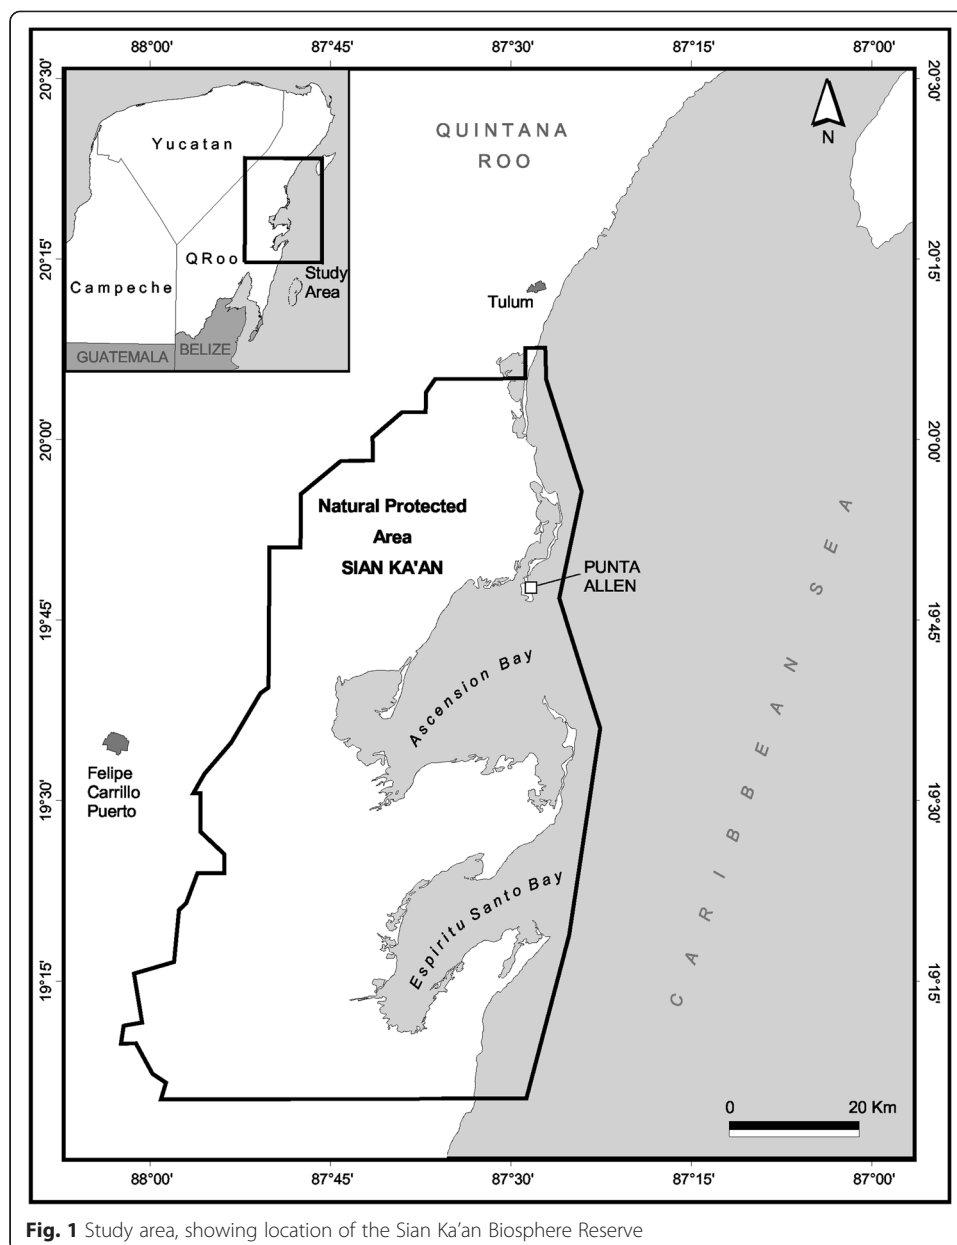 88°00' 87°45' 87°30' 87°15' 87°00'
20°30'
20°30'
QUINTANA
ROO
N
Yucatan
QRoo
Campeche
Study
Area
GUATEMALA
BELIZE
20°15'
20°15'
Tulum
20°00'
20°00'
Natural Protected
Area
SIAN KA'AN
PUNTA
ALLEN
19°45'
19°45'
Ascension Bay
CARIBBEAN SEA
Felipe
Carrillo
Puerto
19°30'
19°30'
Espiritu Santo Bay
19°15'
19°15'
0 20 Km
88°00' 87°45' 87°30' 87°15' 87°00'
Fig. 1 Study area, showing location of the Sian Ka'an Biosphere Reserve